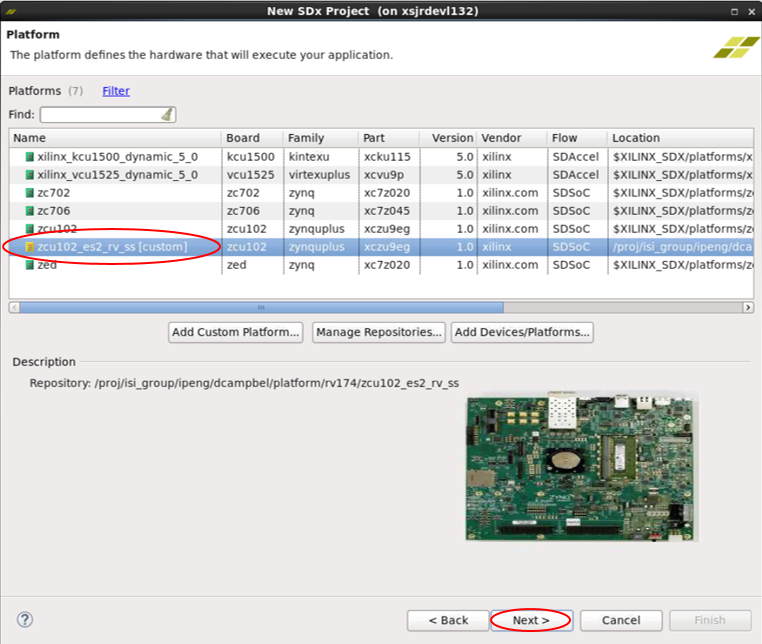 New SDx Project (on xsjrdevl132)
Platform
The platform defines the hardware that will execute your application.
Platforms (7) Filter
Find:
Name Board Family Part Version Vendor Flow Location
xilinx_kcu1500_dynamic_5_0 kcu1500 kintexu xcku115 5.0 xilinx SDAccel $XILINX_SDX/platforms/x
xilinx_vcu1525_dynamic_5_0 vcu1525 virtexuplus xcvu9p 5.0 xilinx SDAccel $XILINX_SDX/platforms/x
zc702 zc702 zynq xc7z020 1.0 xilinx.com SDSoC $XILINX_SDX/platforms/z
zc706 zc706 zynq xc7z045 1.0 xilinx.com SDSoC $XILINX_SDX/platforms/z
zcu102 zcu102 zynquplus xczu9eg 1.0 xilinx.com SDSoC $XILINX_SDX/platforms/z
zcu102_es2_rv_ss [custom] zcu102 zynquplus xczu9eg 1.0 xilinx SDSoC /proj/isi_group/ipeng/dca
zed zed zynq xc7z020 1.0 xilinx.com SDSoC $XILINX_SDX/platforms/z
Add Custom Platform... Manage Repositories... Add Devices/Platforms...
Description
Repository: /proj/isi_group/ipeng/dcampbel/platform/rv174/zcu102_es2_rv_ss
ZYNQ
< Back Next > Cancel Finish